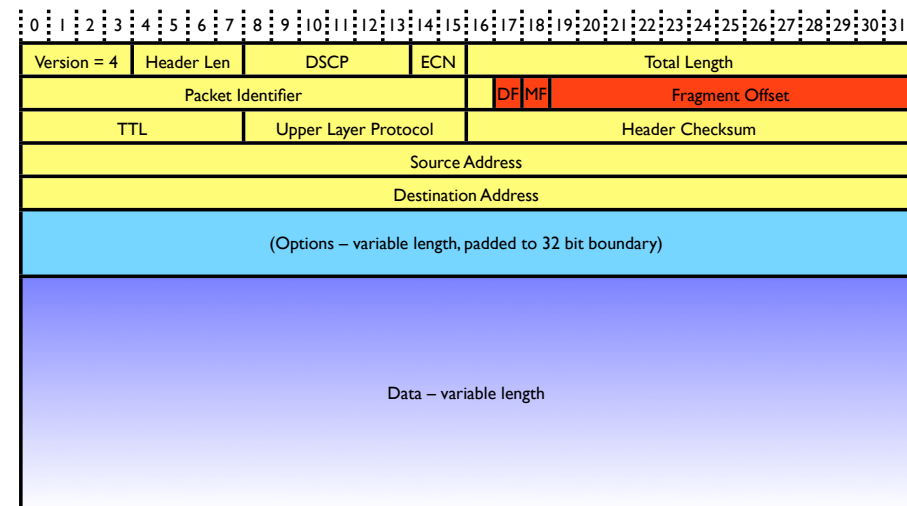 0 1 2 3 4 5 6 7 8 9 10 11 12 13 14 15 16 17 18 19 20 21 22 23 24 25 26 27 28 29 30 31
Version = 4 Header Len DSCP ECN Total Length
Packet Identifier DF MF Fragment Offset
TTL Upper Layer Protocol Header Checksum
Source Address
Destination Address
(Options – variable length, padded to 32 bit boundary)
Data – variable length